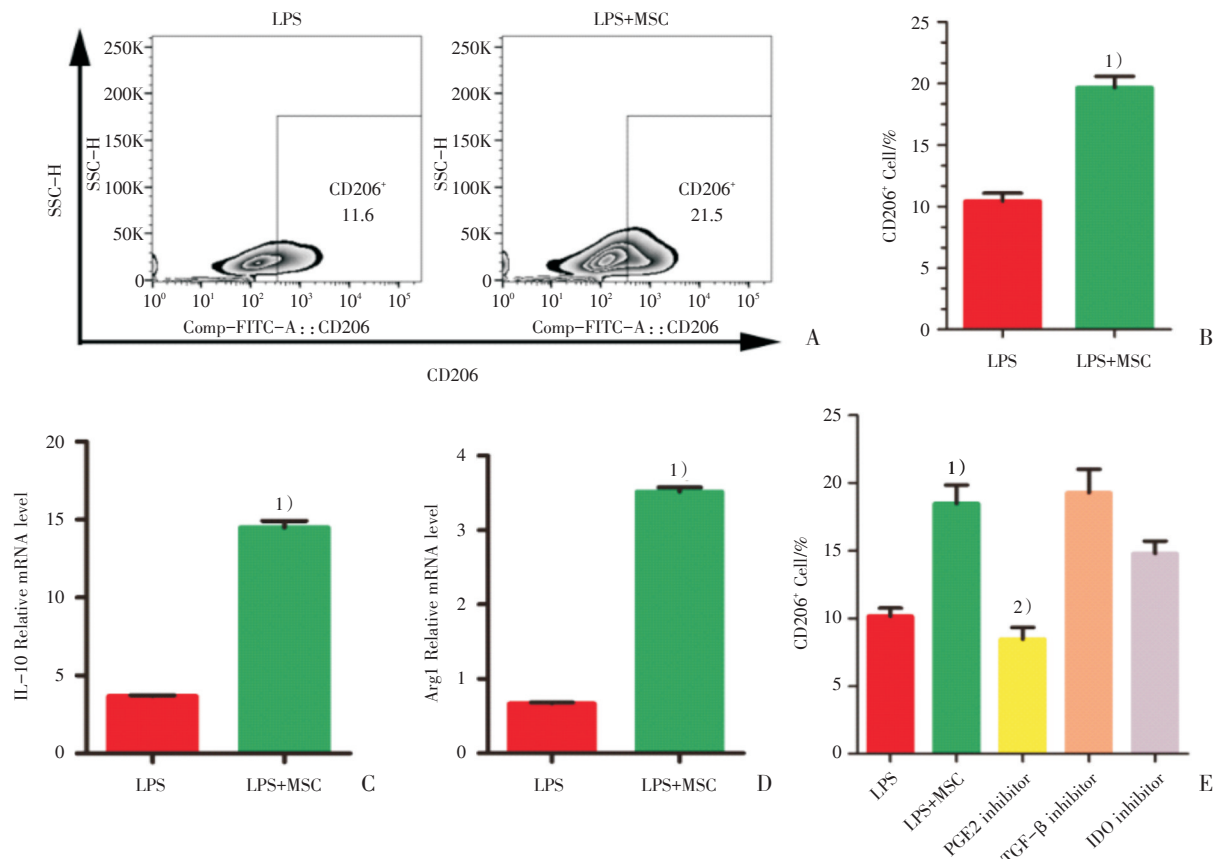 LPS
LPS+MSC
250K
200K
150K
100K
50K
0
SSC-H
SSC-H
CD206⁺
11.6
10⁰ 10¹ 10² 10³ 10⁴ 10⁵
Comp-FITC-A::CD206
250K
200K
150K
100K
50K
0
SSC-H
CD206⁺
21.5
10⁰ 10¹ 10² 10³ 10⁴ 10⁵
Comp-FITC-A::CD206
CD206
A
25
20
15
10
5
0
CD206⁺ Cell/%
1)
LPS
LPS+MSC
B
20
15
10
5
0
IL-10 Relative mRNA level
1)
LPS
LPS+MSC
C
4
3
2
1
0
Arg1 Relative mRNA level
1)
LPS
LPS+MSC
D
25
20
15
10
5
0
CD206⁺ Cell/%
1)
2)
LPS
LPS+MSC
PGE2 inhibitor
TGF-β inhibitor
IDO inhibitor
E